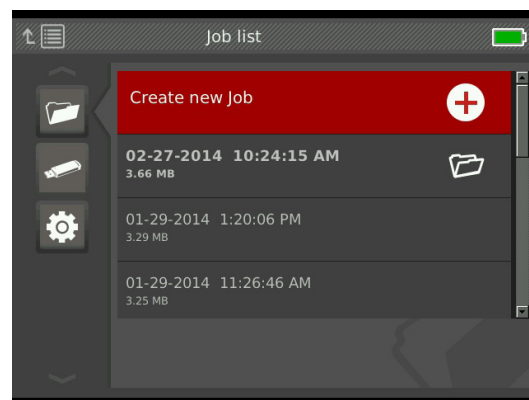 Job list
Create new Job
02-27-2014 10:24:15 AM
3.66 MB
01-29-2014 1:20:06 PM
3.29 MB
01-29-2014 11:26:46 AM
3.25 MB